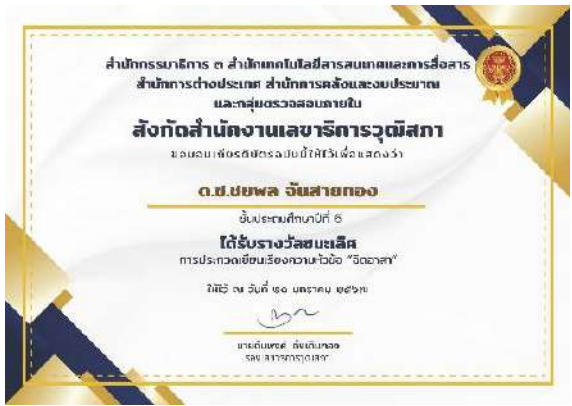 สำนักกรรมาธิการ ๓ สำนักเทคโนโลยีสารสนเทศและการสื่อสาร
สำนักการต่างประเทศ สำนักการคลังและงบประมาณ
และกลุ่มตรวจสอบภายใน
สังกัดสำนักงานเลขาธิการวุฒิสภา
ขอมอบเกียรติบัตรฉบับนี้ให้ไว้เพื่อแสดงว่า
ด.ช.ชยพล จันสายทอง
ชั้นประถมศึกษาปีที่ 6
ได้รับรางวัลชนะเลิศ
การประกวดเขียนเรียงความหัวข้อ "จิตอาสา"
ให้ไว้ ณ วันที่ มกราคม